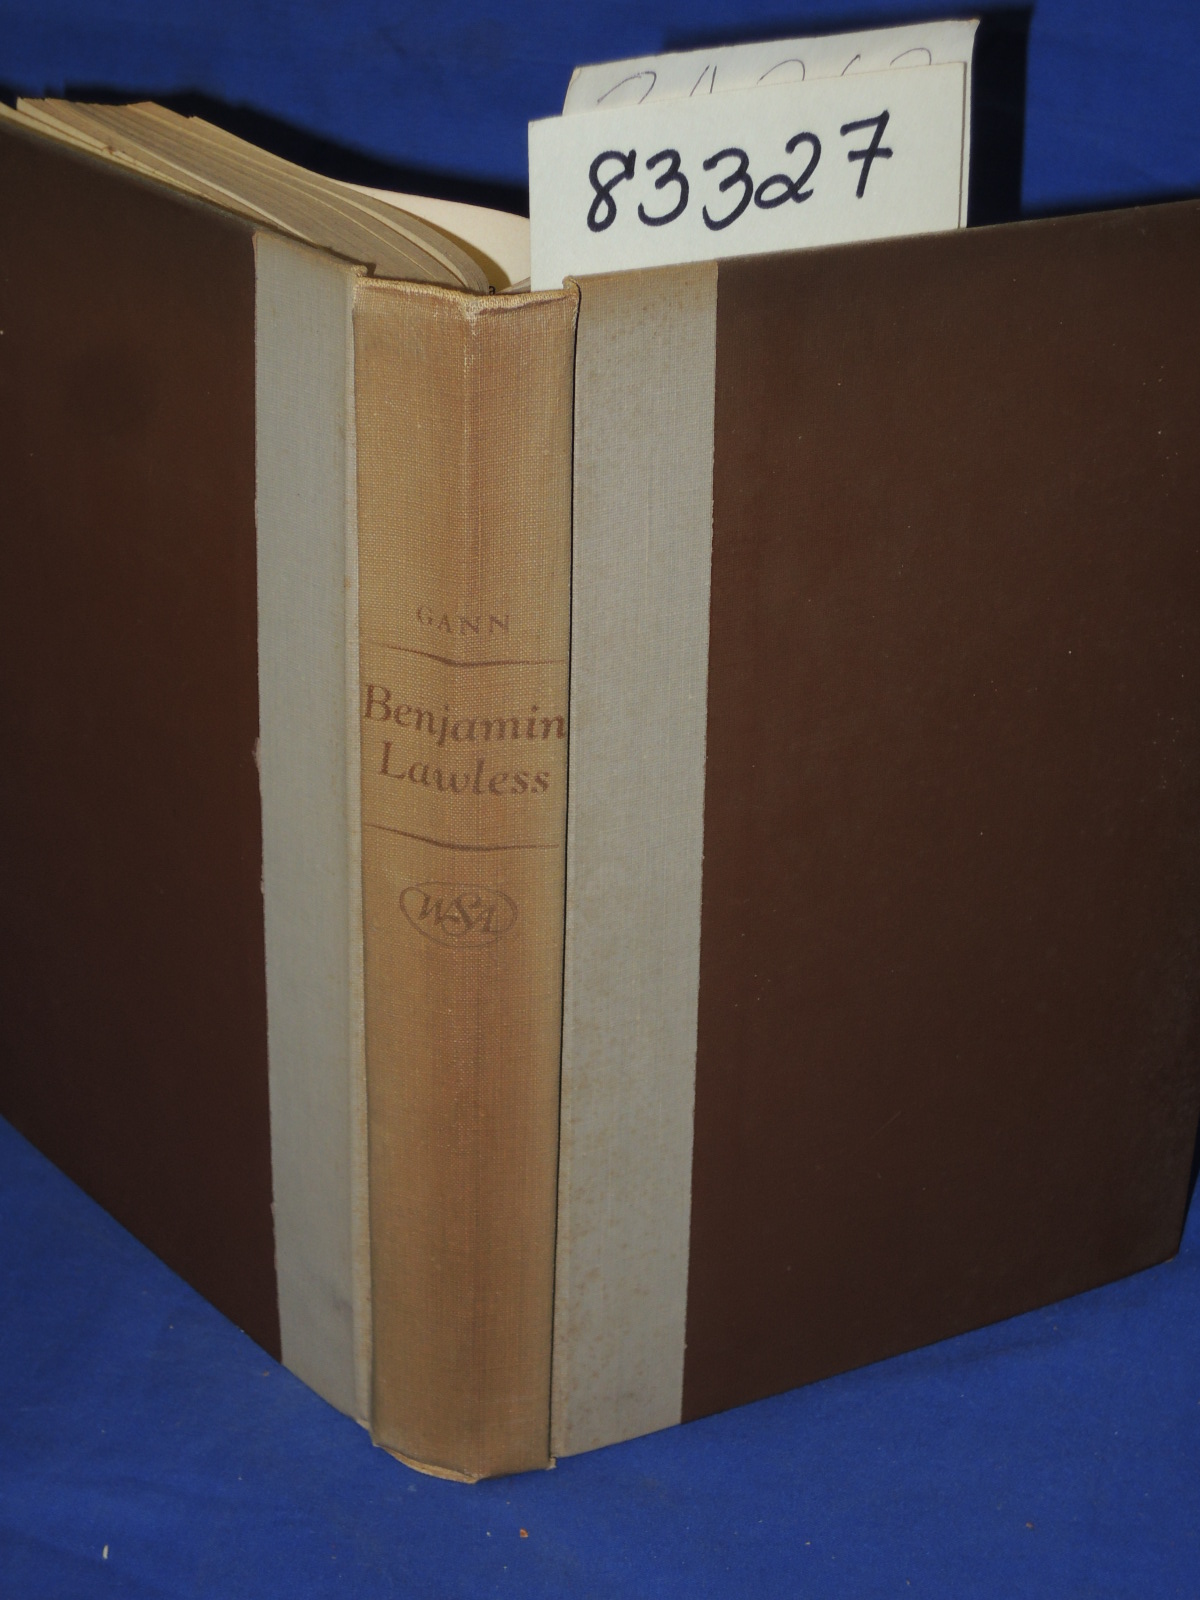 83327
GANN
Benjamin
Lawless
WSA